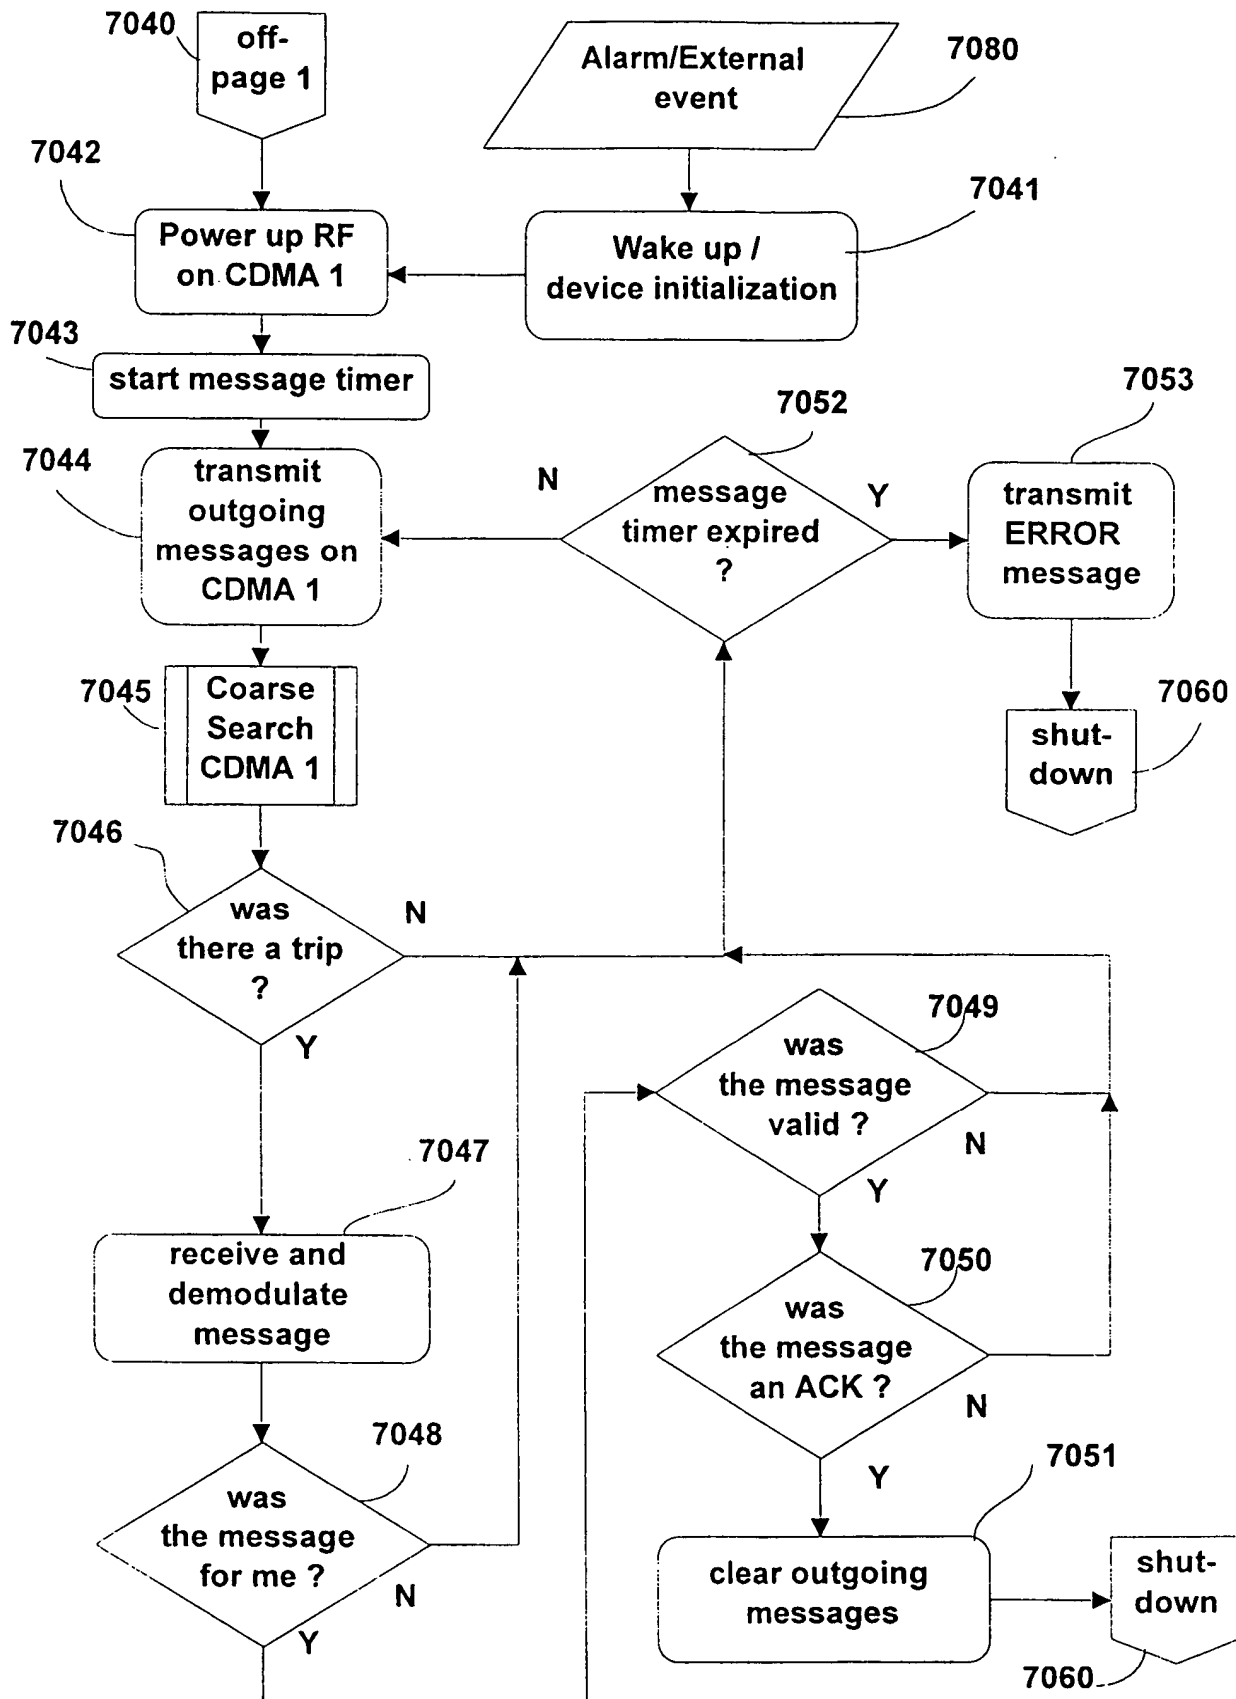 7040
off-
page 1
Alarm/External
event
7080
7042
7041
Power up RF
on CDMA 1
Wake up /
device initialization
7043
start message timer
7053
7052
7044
transmit
outgoing
messages on
CDMA 1
N
message
timer expired
?
Y
transmit
ERROR
message
7045
Coarse
Search
CDMA 1
7060
shut-
down
7046
was
there a trip
?
N
Y
7049
was
the message
valid ?
N
Y
7047
receive and
demodulate
message
7050
was
the message
an ACK ?
N
Y
7048
was
the message
for me ?
N
Y
7051
clear outgoing
messages
shut-
down
7060